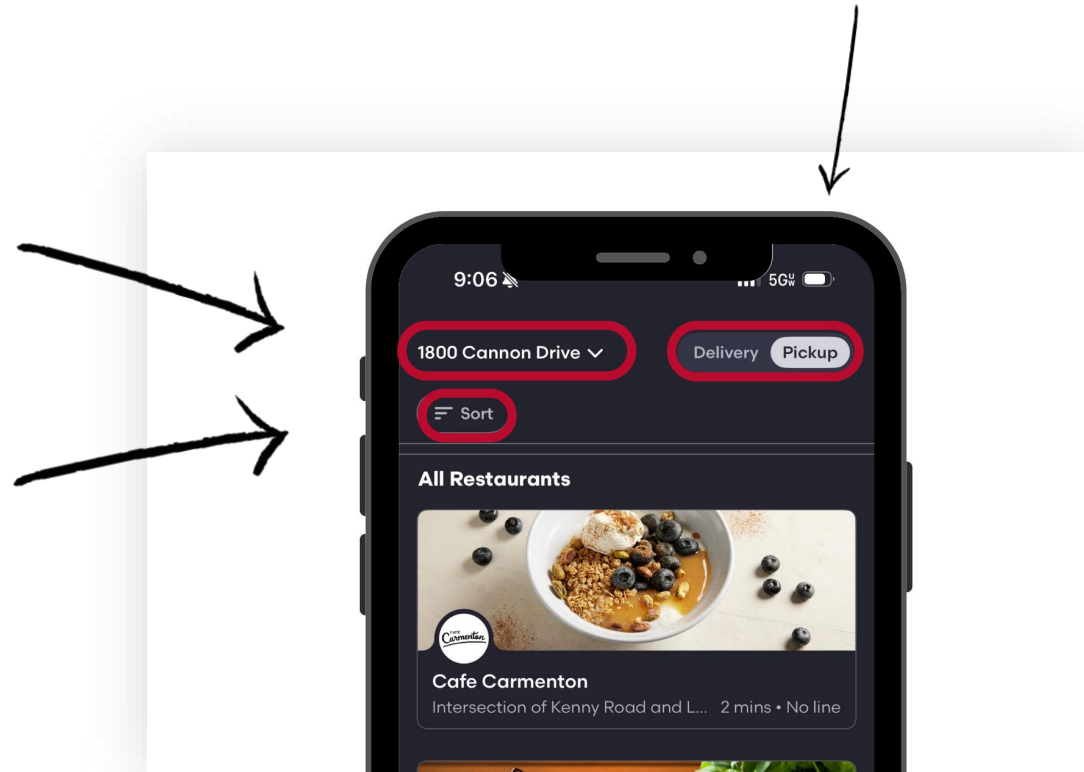 9:06
5G UW
1800 Cannon Drive
Delivery Pickup
Sort
All Restaurants
CAFÉ
Carmenton
Cafe Carmenton
Intersection of Kenny Road and L... 2 mins • No line